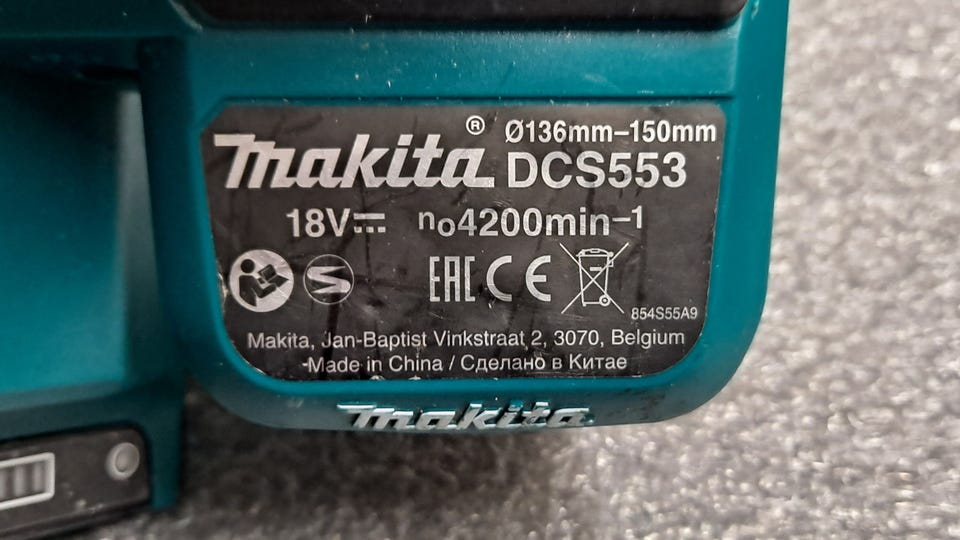 makita® Ø136mm–150mm
DCS553
18V⎓ n₀4200min⁻¹
EAC CE
854S55A9
Makita, Jan-Baptist Vinkstraat 2, 3070, Belgium
Made in China / Сделано в Китае
makita